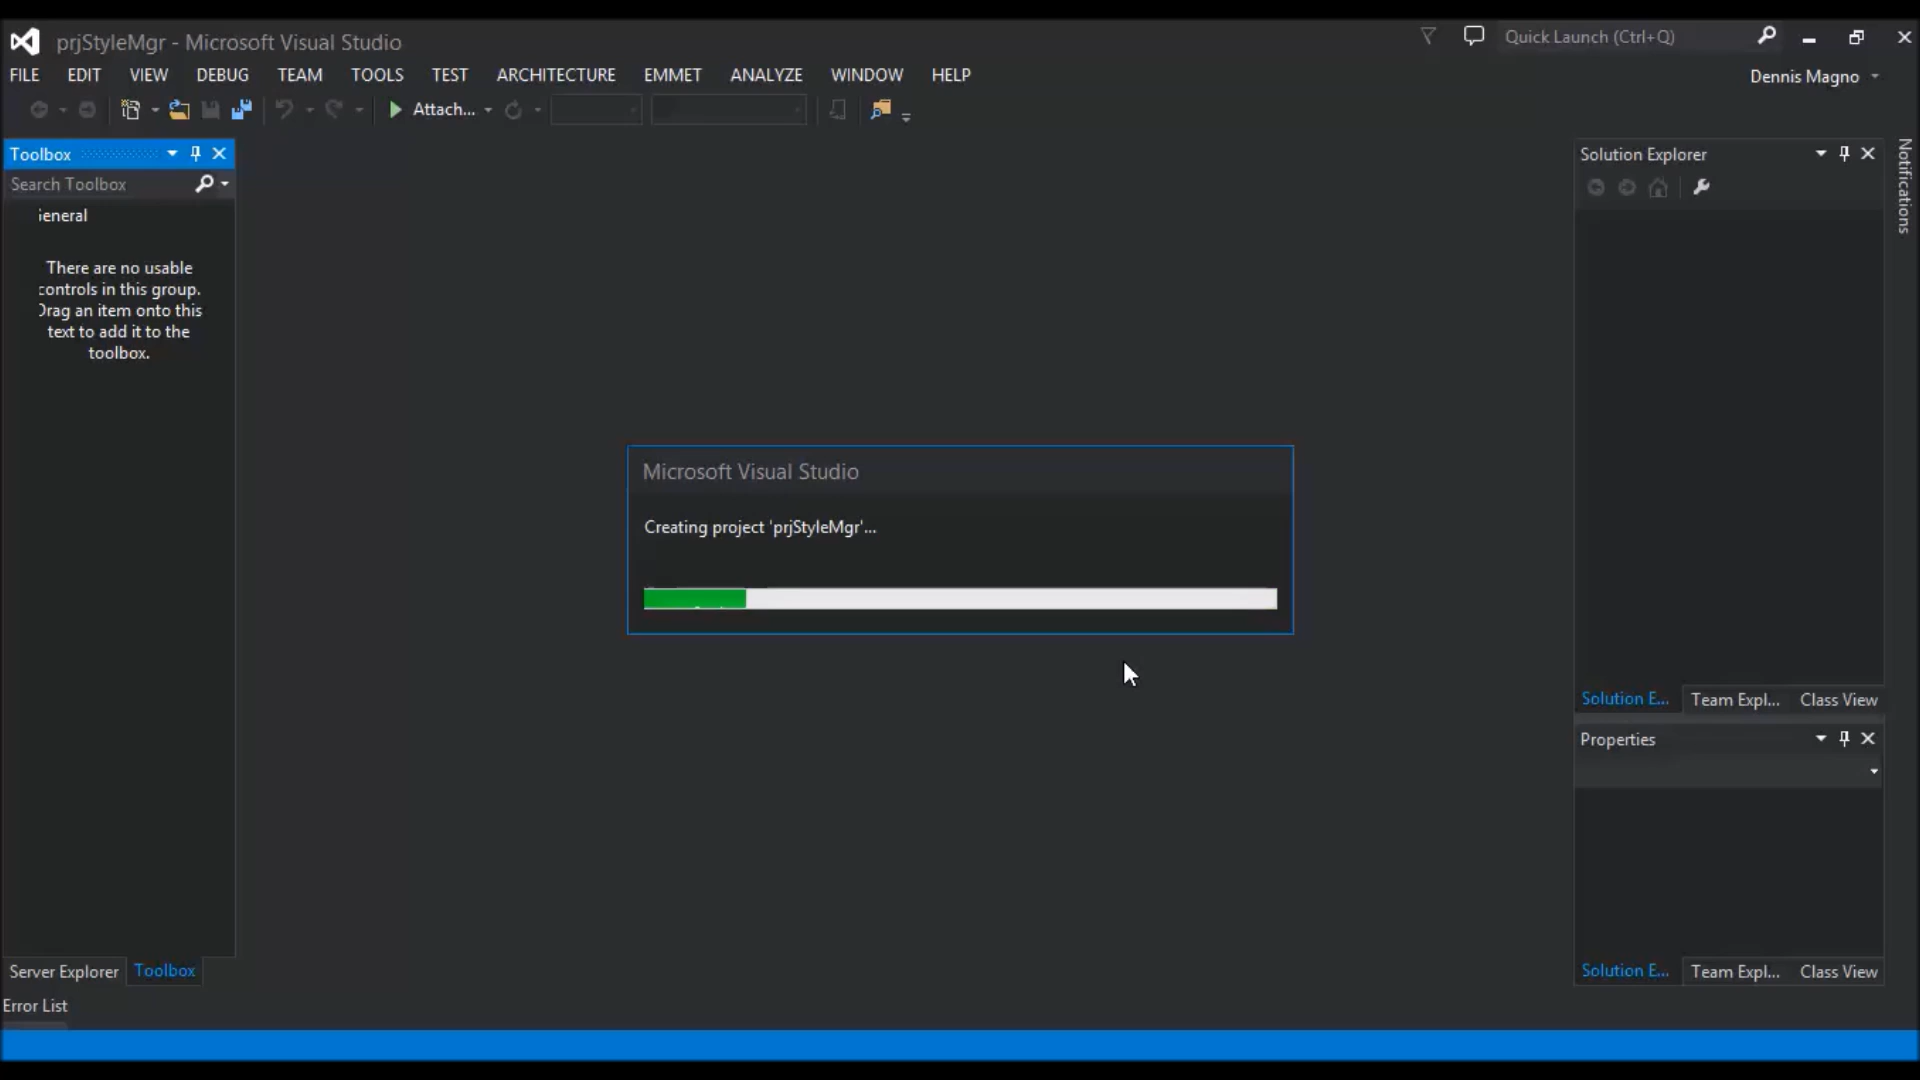 prjStyleMgr - Microsoft Visual Studio
Quick Launch (Ctrl+Q)
FILE EDIT VIEW DEBUG TEAM TOOLS TEST ARCHITECTURE EMMET ANALYZE WINDOW HELP
Dennis Magno
Attach...
Toolbox
Search Toolbox
ieneral
There are no usable
controls in this group.
Drag an item onto this
text to add it to the
toolbox.
Server Explorer Toolbox
Error List
Microsoft Visual Studio
Creating project 'prjStyleMgr'...
Solution Explorer
Solution E... Team Expl... Class View
Properties
Solution E... Team Expl... Class View
Notifications